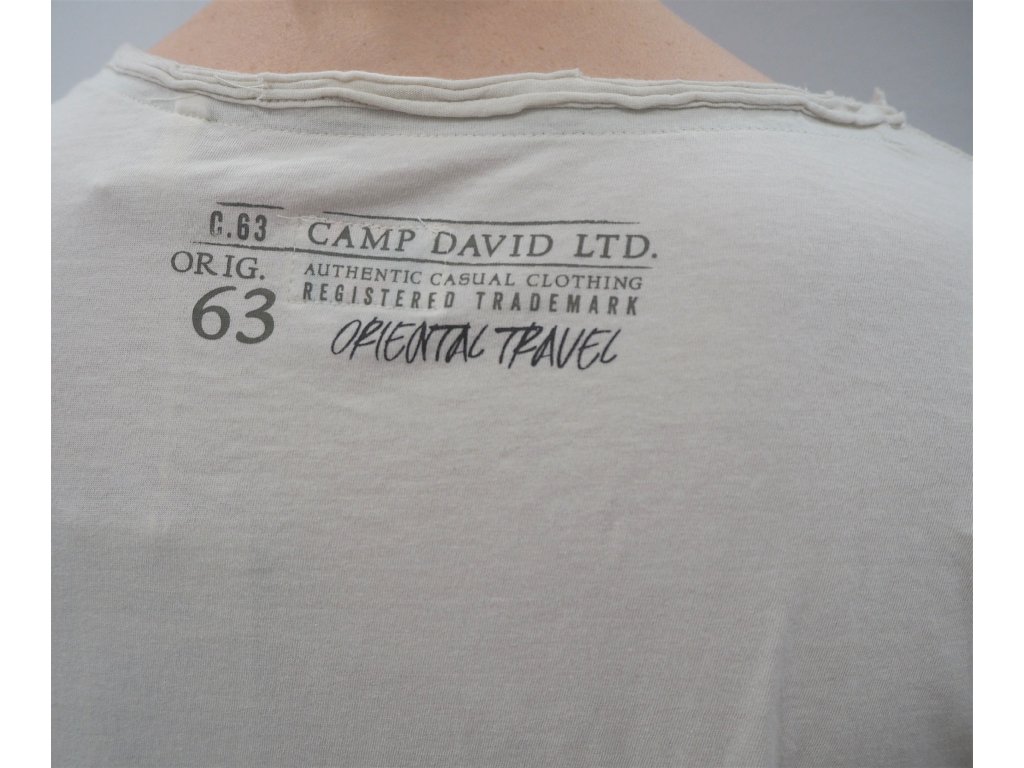 C.63 CAMP DAVID LTD.
ORIG. AUTHENTIC CASUAL CLOTHING
63 REGISTERED TRADEMARK
ORIENTAL TRAVEL